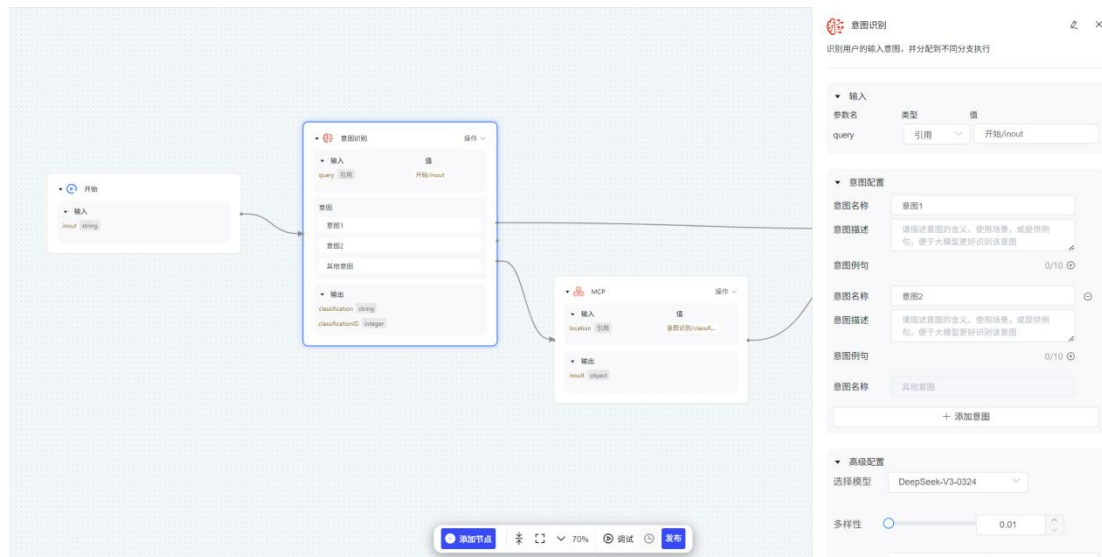 开始
输入
inout string
意图识别
操作
输入 值
query 引用 开始/inout
意图
意图1
意图2
其他意图
输出
classification string
classificationID integer
MCP
操作
输入 值
location 引用 意图识别/classifi...
输出
result object
添加节点
70%
调试
发布
意图识别
识别用户的输入意图，并分配到不同分支执行
输入
参数名 类型 值
query 引用 开始/inout
意图配置
意图名称 意图1
意图描述 请描述意图的含义、使用场景，或提供例
句，便于大模型更好识别该意图
意图例句 0/10
意图名称 意图2
意图描述 请描述意图的含义、使用场景，或提供例
句，便于大模型更好识别该意图
意图例句 0/10
意图名称 其他意图
+ 添加意图
高级配置
选择模型 DeepSeek-V3-0324
多样性 0.01